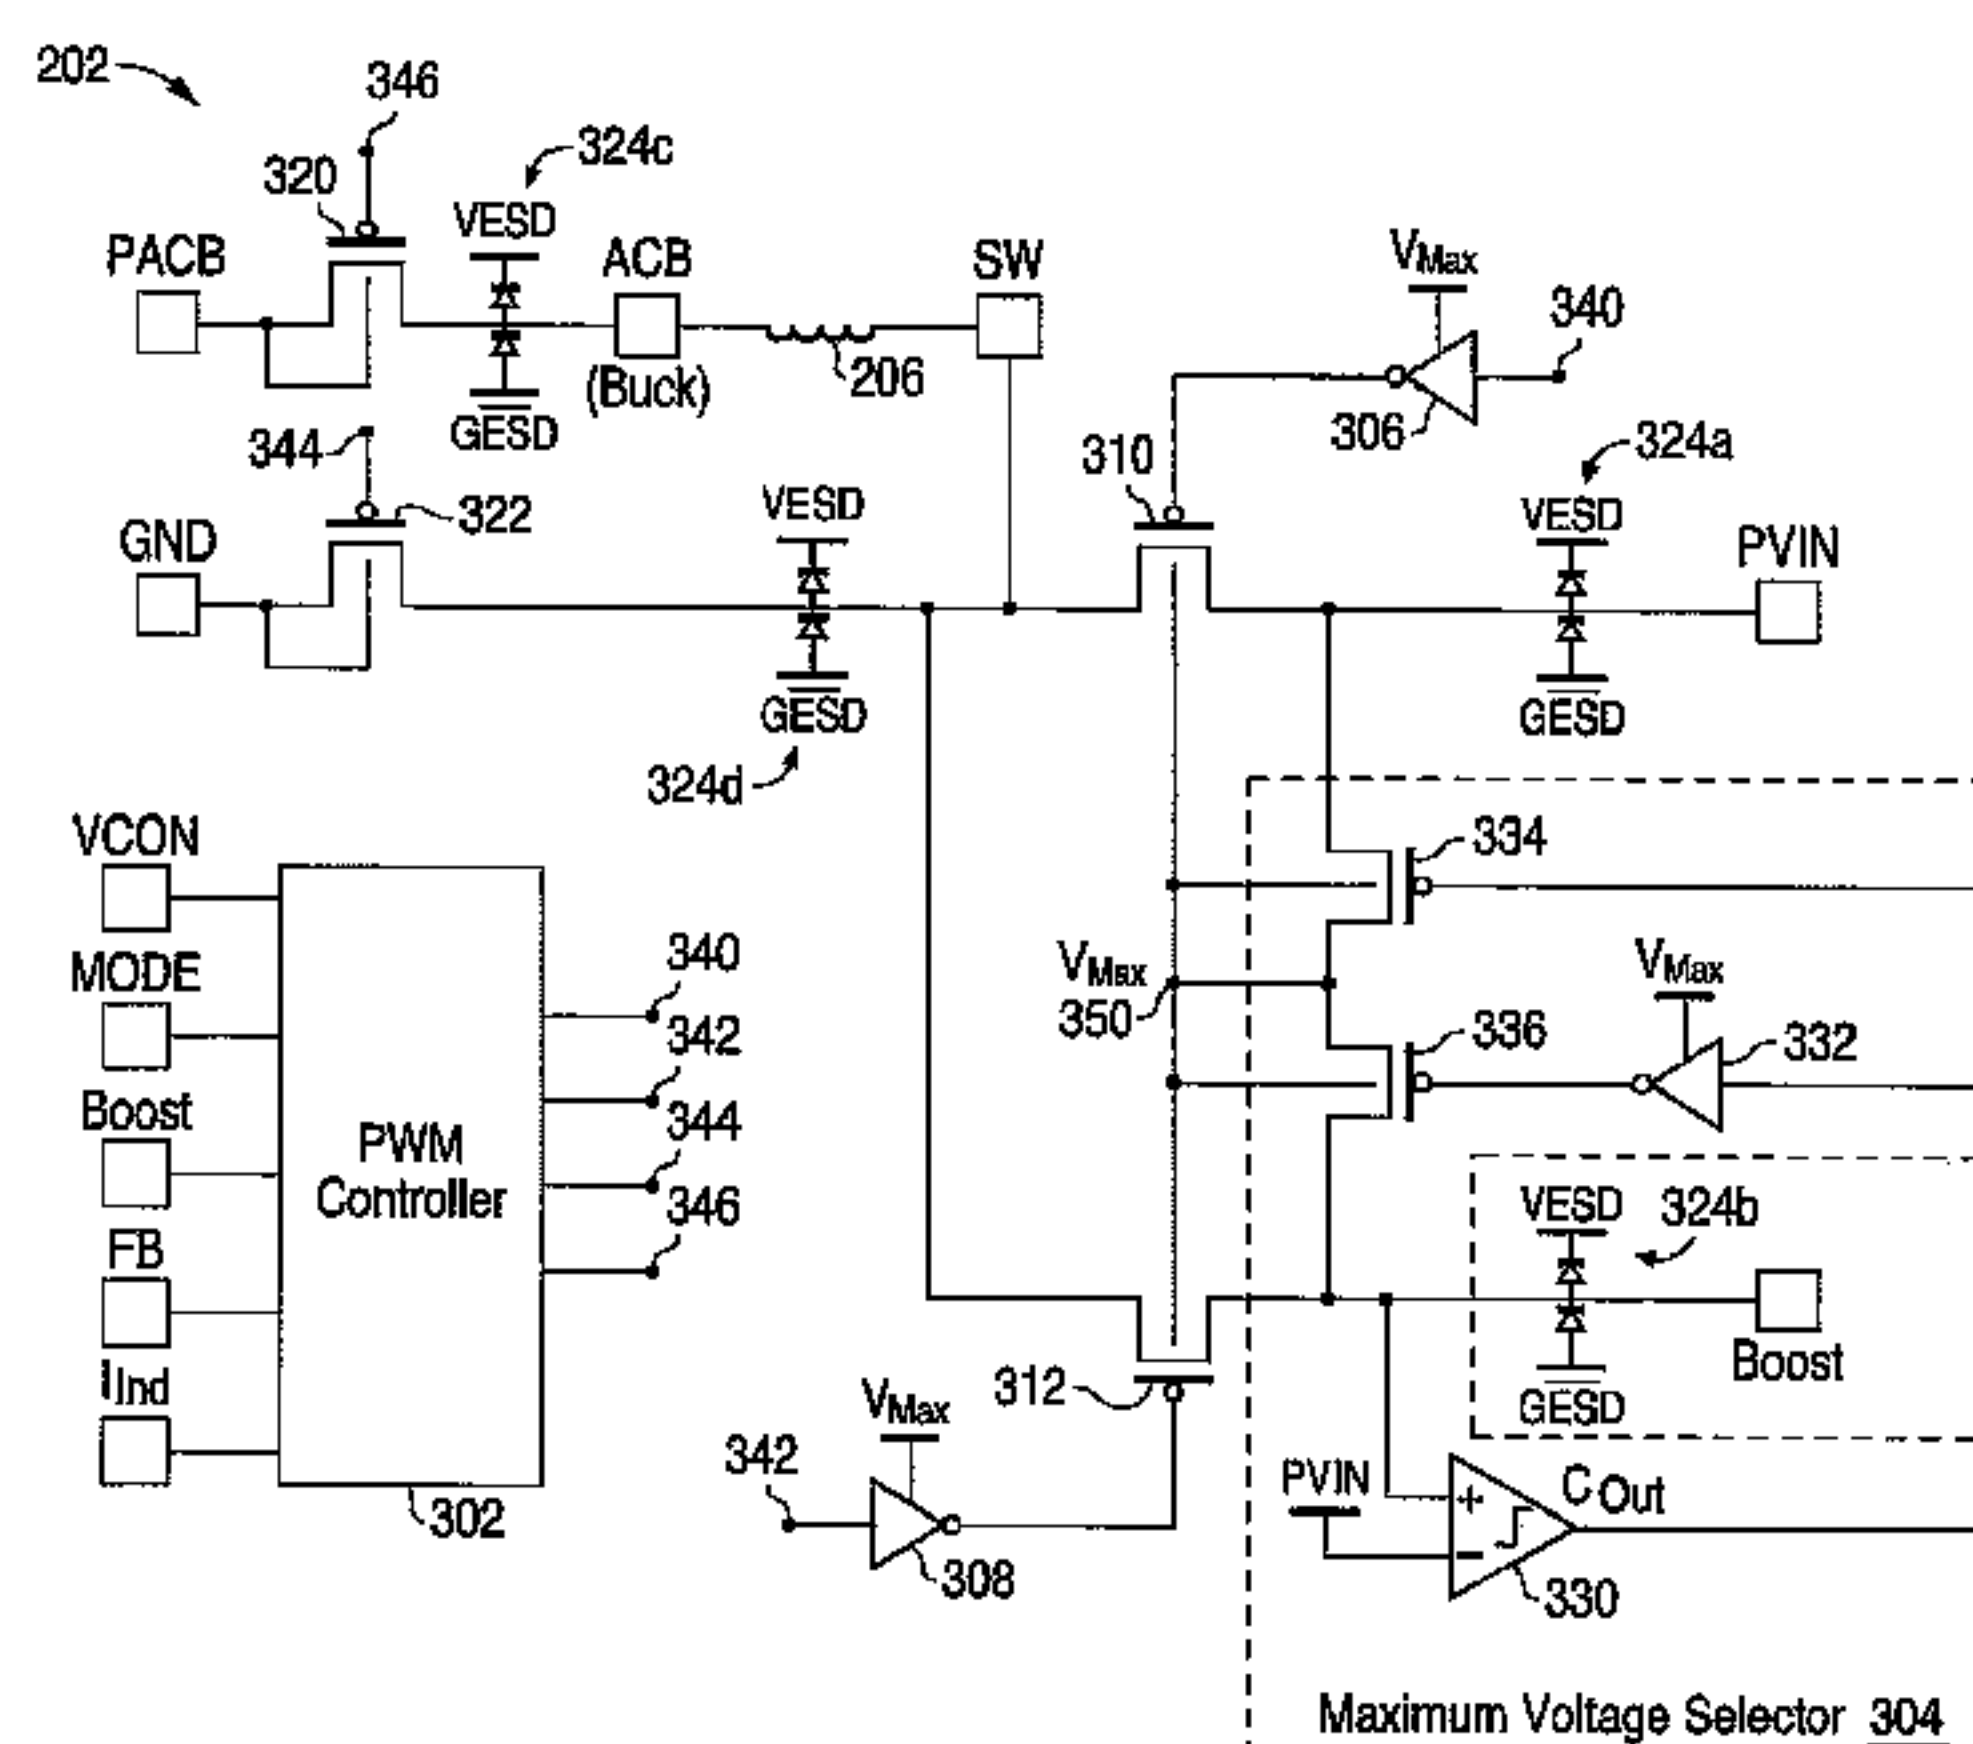 202
346
320
324c
VESD
PACB
ACB
SW
VMax
340
(Buck)
206
GESD
344
306
324a
310
322
VESD
VESD
GND
PVIN
GESD
GESD
324d
VCON
334
MODE
340
VMax
350
VMax
342
336
332
Boost
344
PWM
Controller
346
VESD
324b
FB
IInd
312
Boost
GESD
VMax
342
PVIN
COut
302
+
-
308
330
Maximum Voltage Selector 304